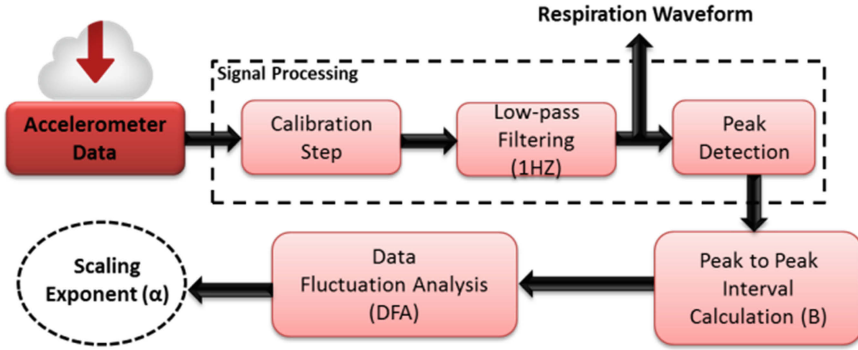 Respiration Waveform
Signal Processing
Accelerometer
Data
Calibration
Step
Low-pass
Filtering
(1HZ)
Peak
Detection
Peak to Peak
Interval
Calculation (B)
Data
Fluctuation Analysis
(DFA)
Scaling
Exponent (α)